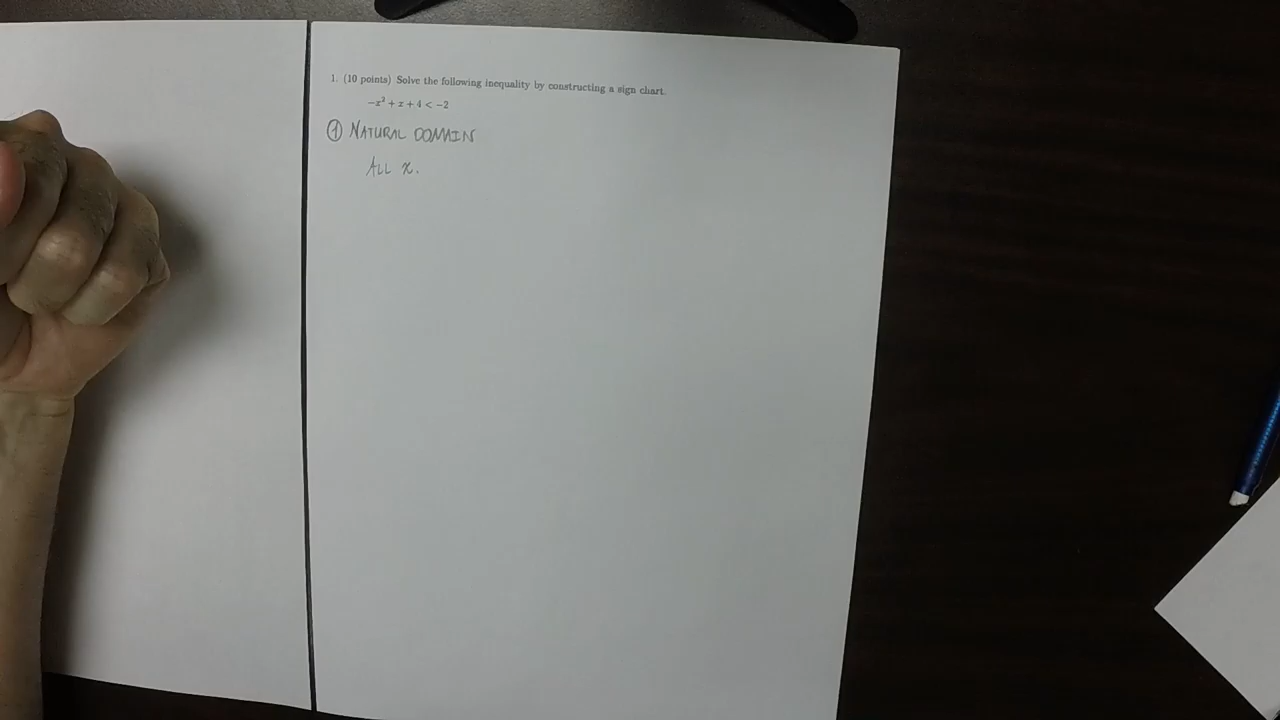 1. (10 points) Solve the following inequality by constructing a sign chart.
−x² + x + 4 < −2
① NATURAL DOMAIN
ALL x.